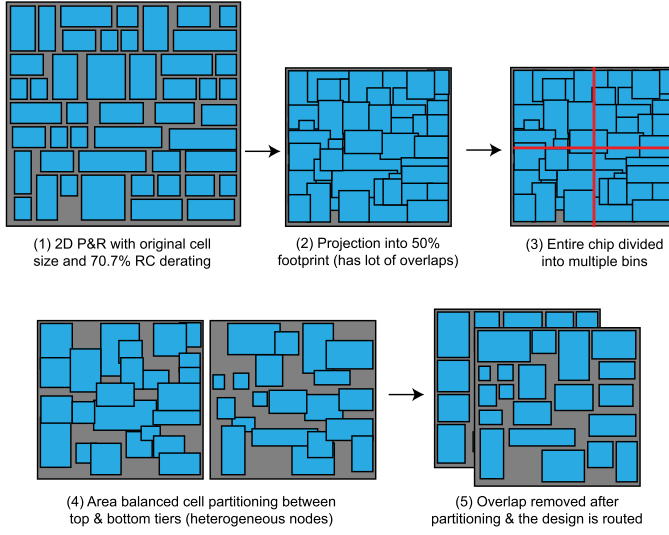 (1) 2D P&R with original cell
size and 70.7% RC derating
(2) Projection into 50%
footprint (has lot of overlaps)
(3) Entire chip divided
into multiple bins
(4) Area balanced cell partitioning between
top & bottom tiers (heterogeneous nodes)
(5) Overlap removed after
partitioning & the design is routed